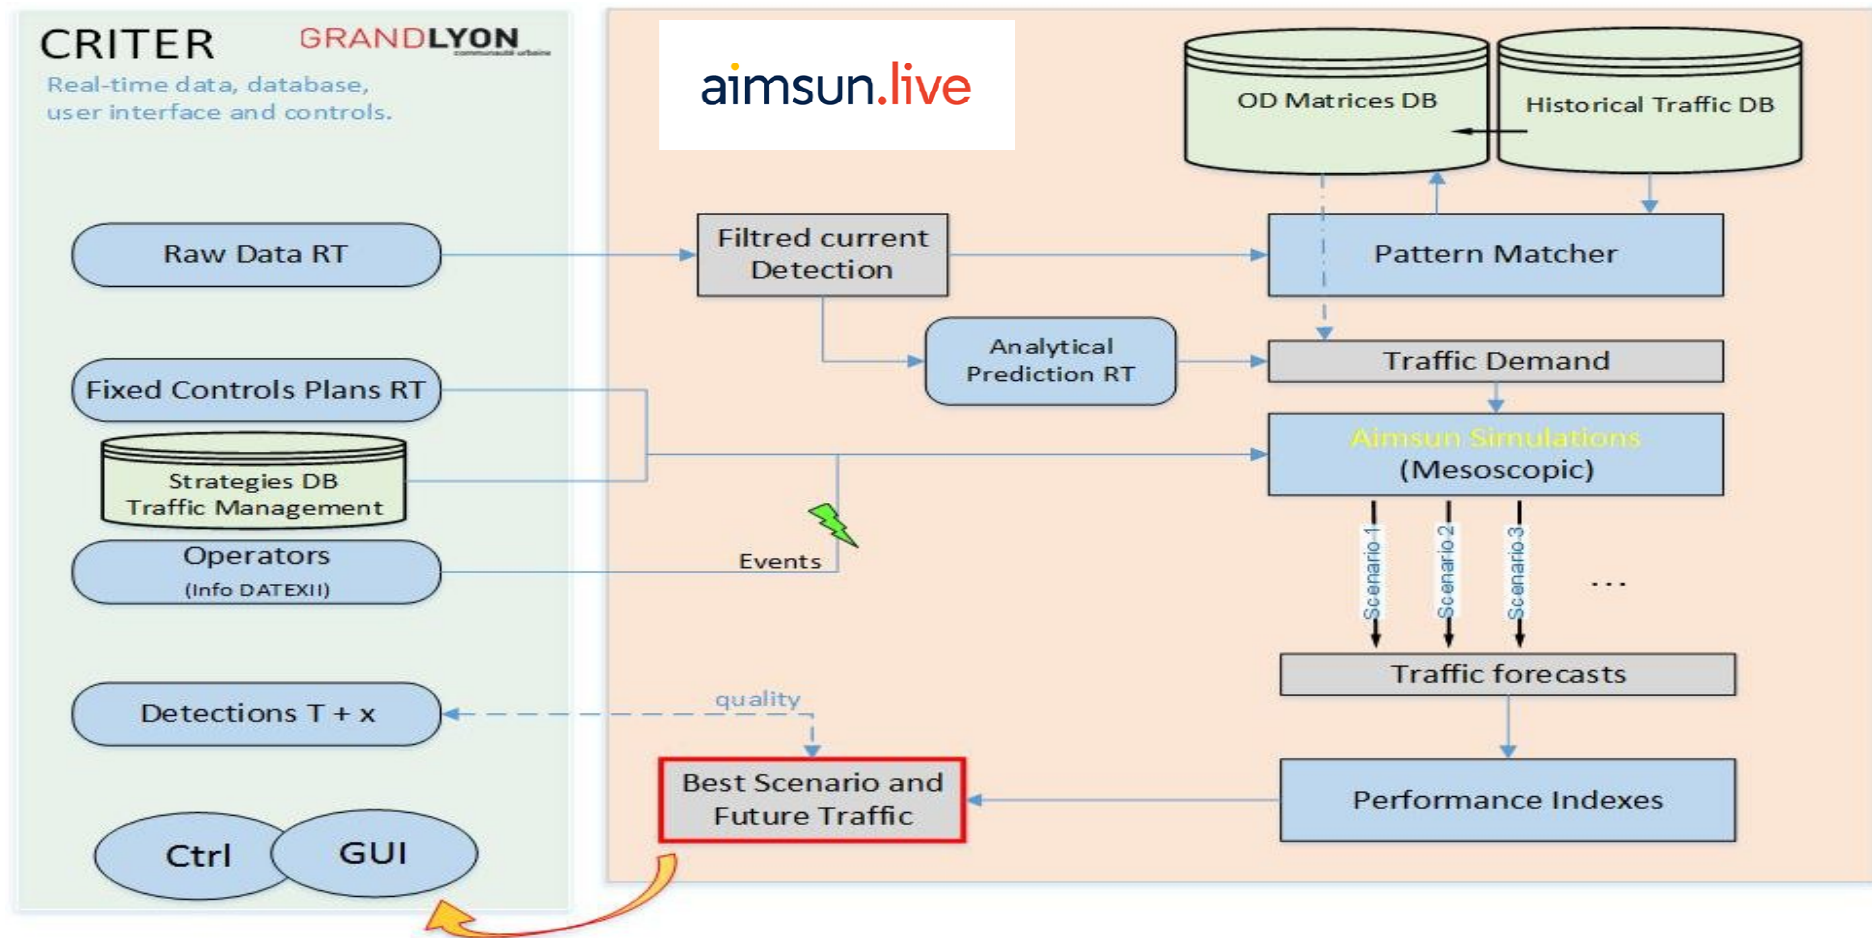 CRITER
GRANDLYON
communauté urbaine
Real-time data, database,
user interface and controls.
Raw Data RT
Fixed Controls Plans RT
Strategies DB
Traffic Management
Operators
(Info DATEXII)
Detections T + x
Ctrl
GUI
aimsun.live
OD Matrices DB
Historical Traffic DB
Filtred current
Detection
Pattern Matcher
Analytical
Prediction RT
Traffic Demand
Aimsun Simulations
(Mesoscopic)
Events
Scenario 1
Scenario 2
Scenario 3
...
Traffic forecasts
quality
Best Scenario and
Future Traffic
Performance Indexes